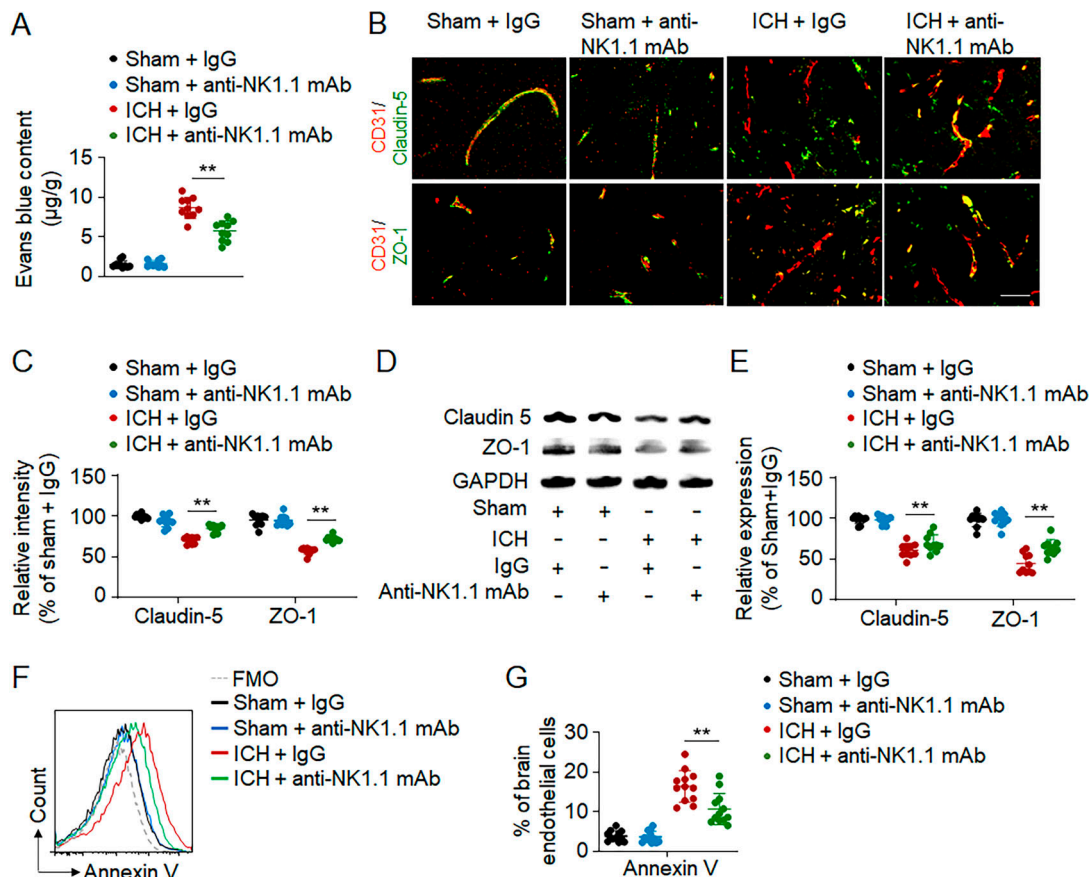 A
Sham + IgG
Sham + anti-NK1.1 mAb
ICH + IgG
ICH + anti-NK1.1 mAb
Evans blue content
(µg/g)
15
10
5
0
**
B
Sham + IgG
Sham + anti-
NK1.1 mAb
ICH + IgG
ICH + anti-
NK1.1 mAb
CD31/
Claudin-5
CD31/
ZO-1
C
Sham + IgG
Sham + anti-NK1.1 mAb
ICH + IgG
ICH + anti-NK1.1 mAb
Relative intensity
(% of sham + IgG)
150
100
50
0
**
**
Claudin-5
ZO-1
D
Claudin 5
ZO-1
GAPDH
Sham + + - -
ICH - - + +
IgG + - + -
Anti-NK1.1 mAb - + - +
E
Sham + IgG
Sham + anti-NK1.1 mAb
ICH + IgG
ICH + anti-NK1.1 mAb
Relative expression
(% of Sham+IgG)
150
100
50
0
**
**
Claudin-5
ZO-1
F
FMO
Sham + IgG
Sham + anti-NK1.1 mAb
ICH + IgG
ICH + anti-NK1.1 mAb
Count
Annexin V
G
Sham + IgG
Sham + anti-NK1.1 mAb
ICH + IgG
ICH + anti-NK1.1 mAb
% of brain
endothelial cells
30
20
10
0
**
Annexin V